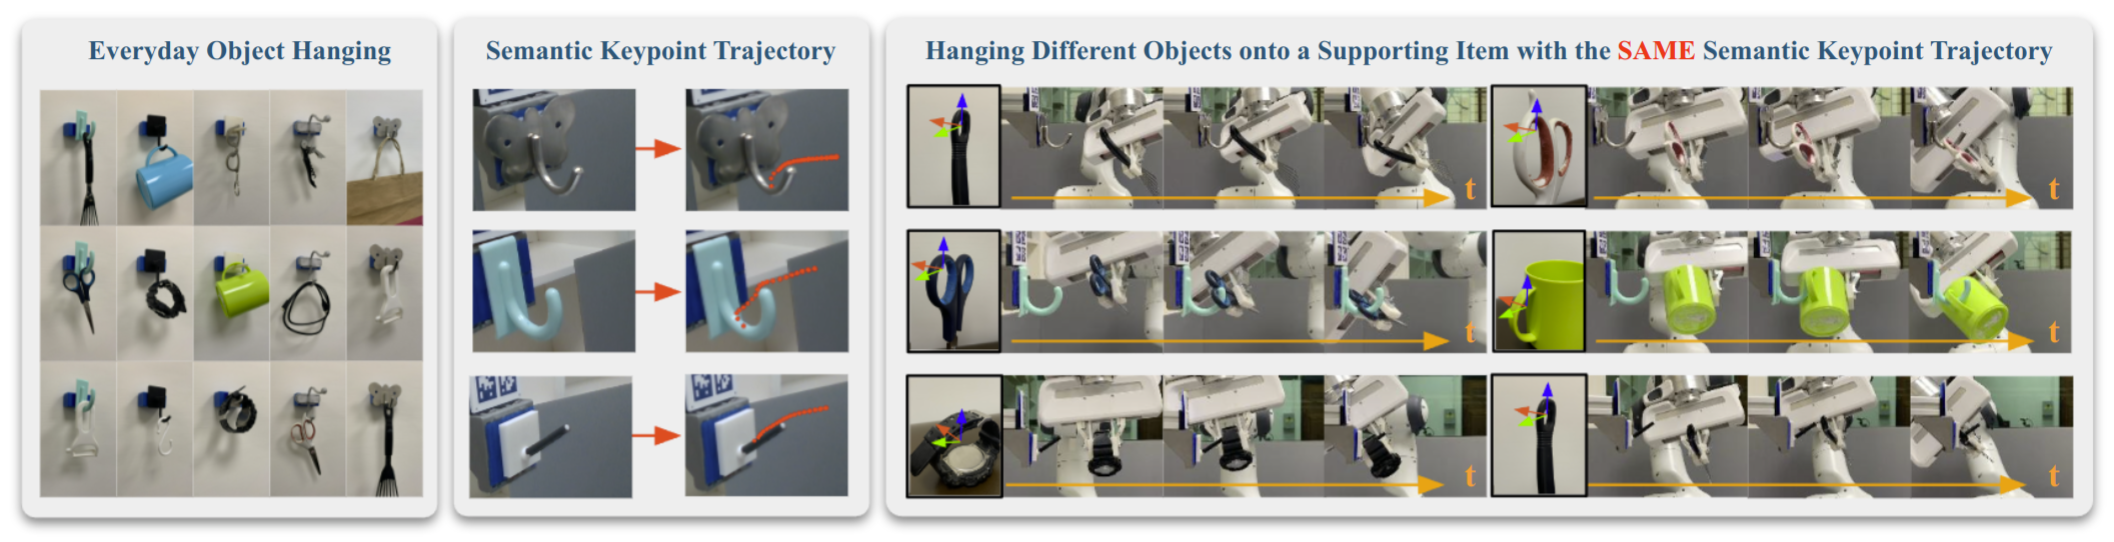 Everyday Object Hanging
Semantic Keypoint Trajectory
Hanging Different Objects onto a Supporting Item with the SAME Semantic Keypoint Trajectory
t
t
t
t
t
t